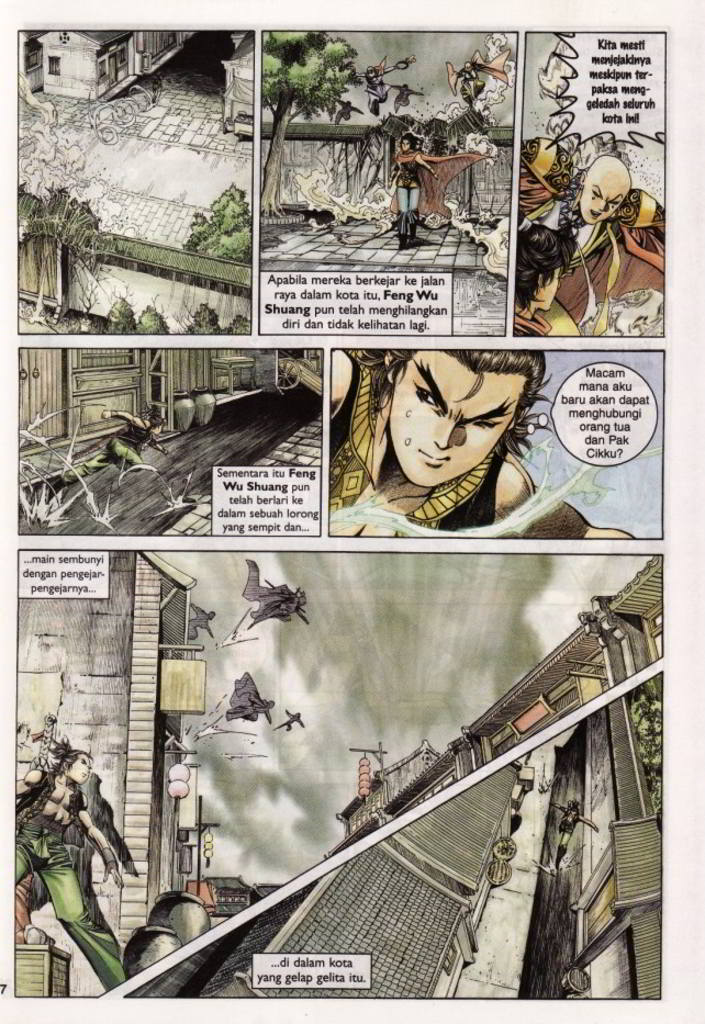 Kita mesti
menjejakinya
meskipun ter-
paksa meng-
geledah seluruh
kota ini!
Apabila mereka berkejar ke jalan
raya dalam kota itu, Feng Wu
Shuang pun telah menghilangkan
diri dan tidak kelihatan lagi.
Sementara itu Feng
Wu Shuang pun
telah berlari ke
dalam sebuah lorong
yang sempit dan...
Macam
mana aku
baru akan dapat
menghubungi
orang tua
dan Pak
Cikku?
...main sembunyi
dengan pengejar-
pengejarnya...
...di dalam kota
yang gelap gelita itu.
7